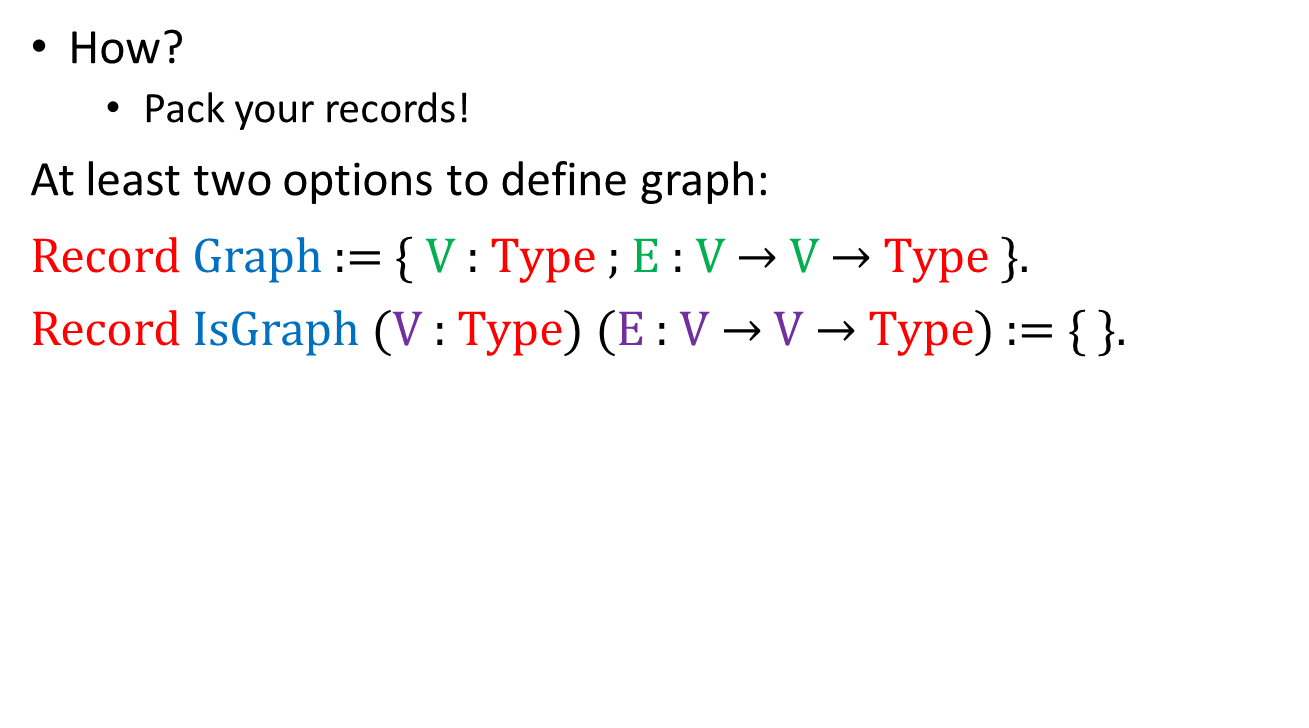 • How?
• Pack your records!
At least two options to define graph:
Record Graph := { V : Type ; E : V → V → Type }.
Record IsGraph (V : Type) (E : V → V → Type) := { }.